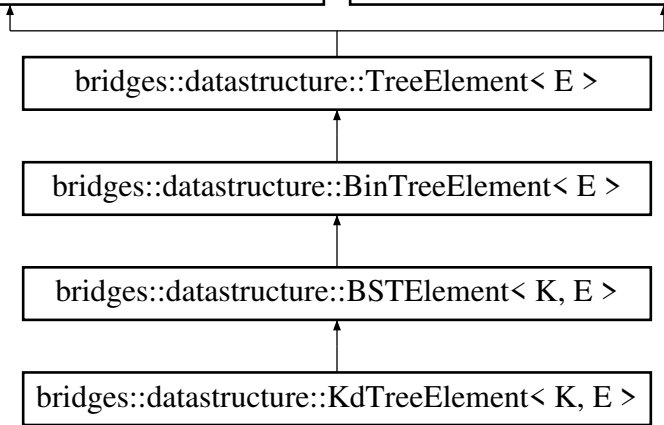 bridges::datastructure::TreeElement< E >
bridges::datastructure::BinTreeElement< E >
bridges::datastructure::BSTElement< K, E >
bridges::datastructure::KdTreeElement< K, E >